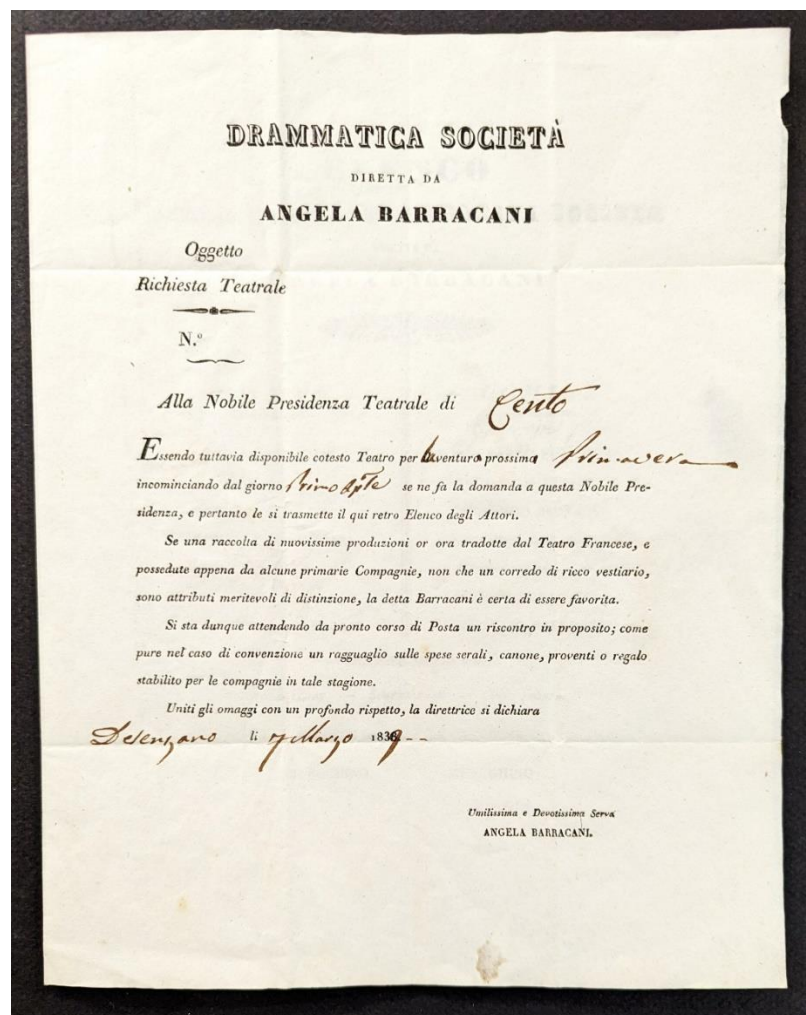 DRAMMATICA SOCIETÀ
DIRETTA DA
ANGELA BARRACANI
Oggetto
Richiesta Teatrale
N.º
Alla Nobile Presidenza Teatrale di Cento
Essendo tuttavia disponibile cotesto Teatro per la ventura prossima Primavera
incominciando dal giorno Primo Aple se ne fa la domanda a questa Nobile Pre-
sidenza, e pertanto le si trasmette il qui retro Elenco degli Attori.
Se una raccolta di nuovissime produzioni or ora tradotte dal Teatro Francese, e
possedute appena da alcune primarie Compagnie, non che un corredo di ricco vestiario,
sono attributi meritevoli di distinzione, la detta Barracani è certa di essere favorita.
Si sta dunque attendendo da pronto corso di Posta un riscontro in proposito; come
pure nel caso di convenzione un ragguaglio sulle spese serali, canone, proventi o regalo
stabilito per le compagnie in tale stagione.
Uniti gli omaggi con un profondo rispetto, la direttrice si dichiara
Desenzano li 7 Marzo 1839 --
Umilissima e Devotissima Serva
ANGELA BARRACANI.